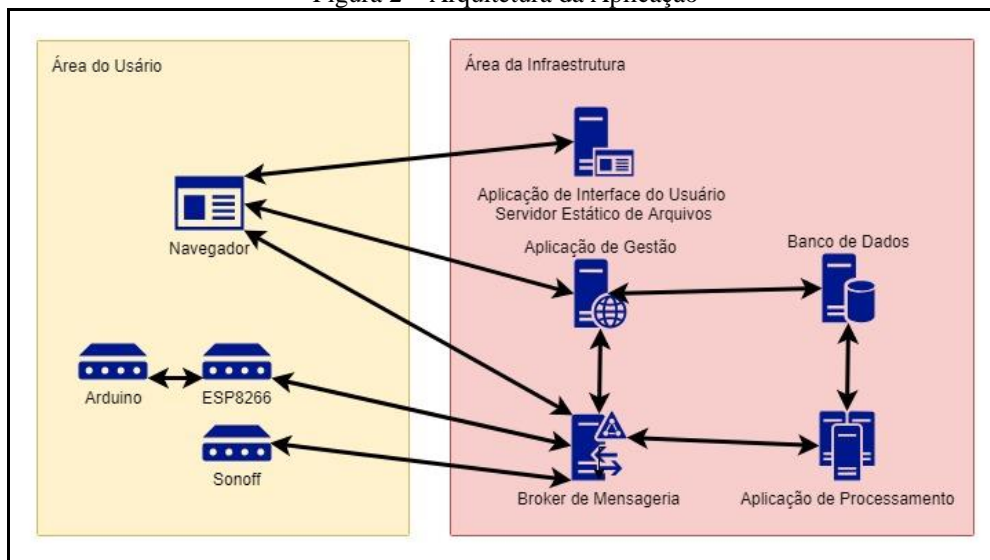 Figura 2 – Arquitetura da Aplicação
Área do Usário
Área da Infraestrutura
Aplicação de Interface do Usuário
Servidor Estático de Arquivos
Navegador
Aplicação de Gestão
Banco de Dados
Arduino
ESP8266
Sonoff
Broker de Mensageria
Aplicação de Processamento